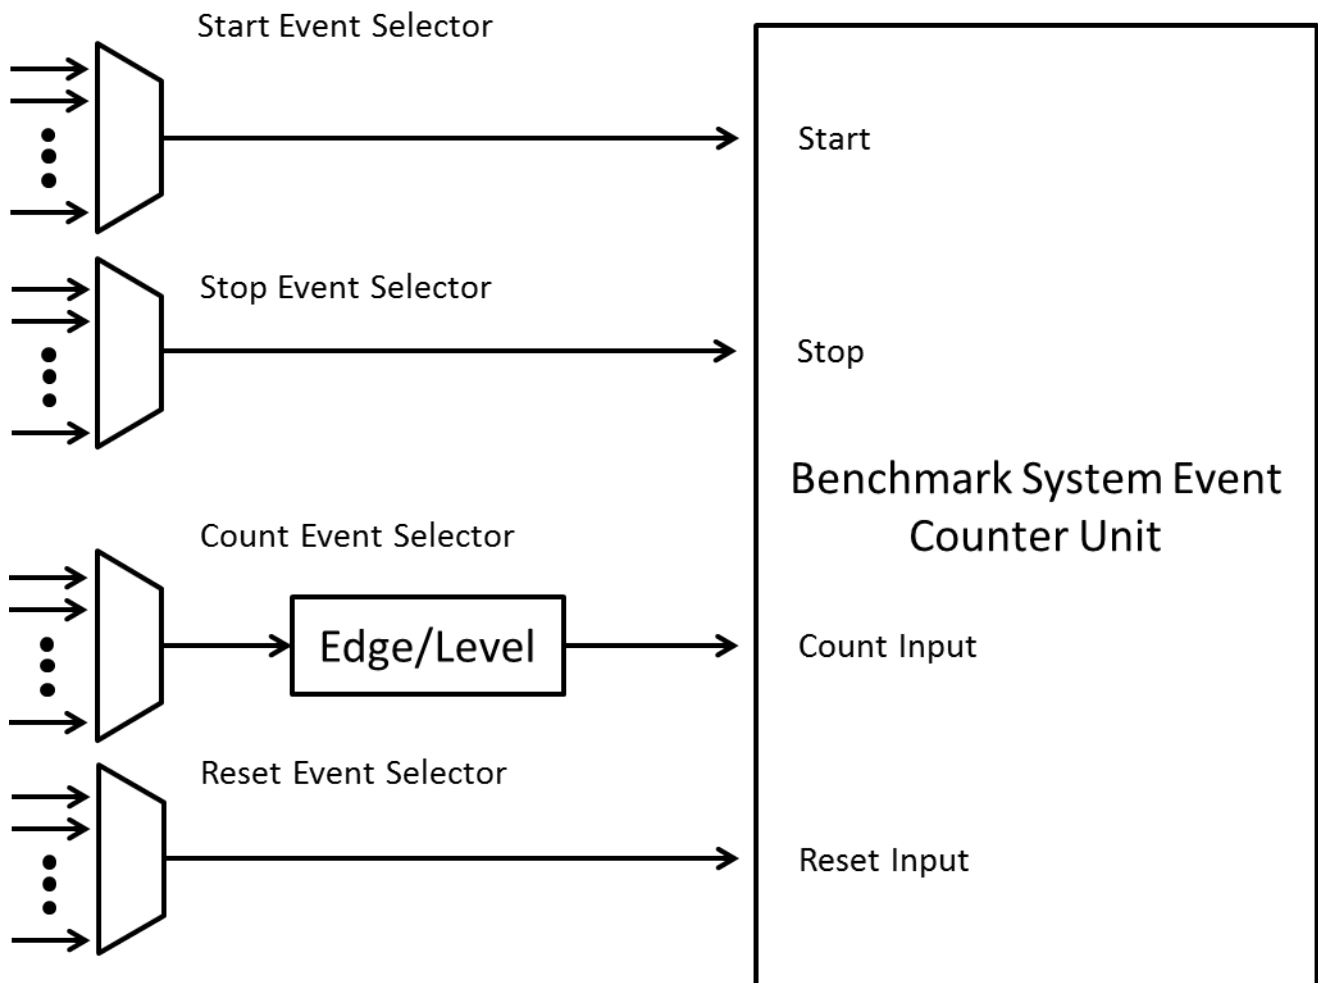 Start Event Selector
Start
Stop Event Selector
Stop
Benchmark System Event
Counter Unit
Count Event Selector
Edge/Level
Count Input
Reset Event Selector
Reset Input